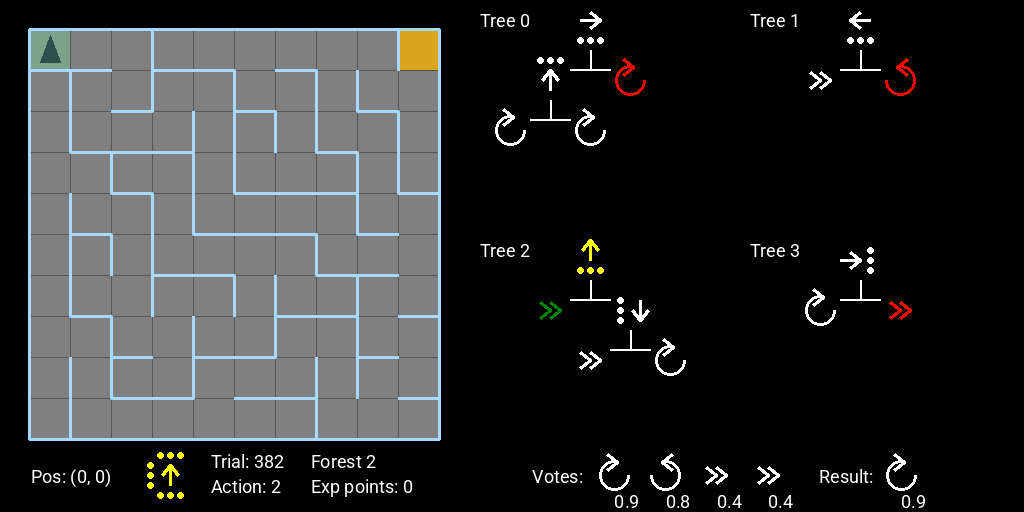 Tree 0
Tree 1
Tree 2
Tree 3
Pos: (0, 0)
Trial: 382
Forest 2
Action: 2
Exp points: 0
Votes:
0.9
0.8
0.4
0.4
Result:
0.9